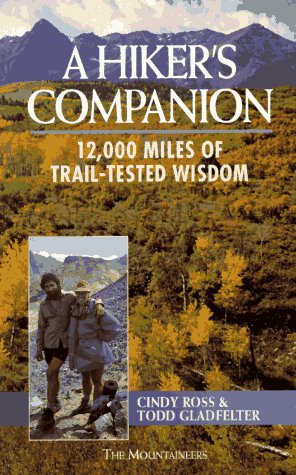 A HIKER'S
COMPANION
12,000 MILES OF
TRAIL-TESTED WISDOM
CINDY ROSS &
TODD GLADFELTER
THE MOUNTAINEERS